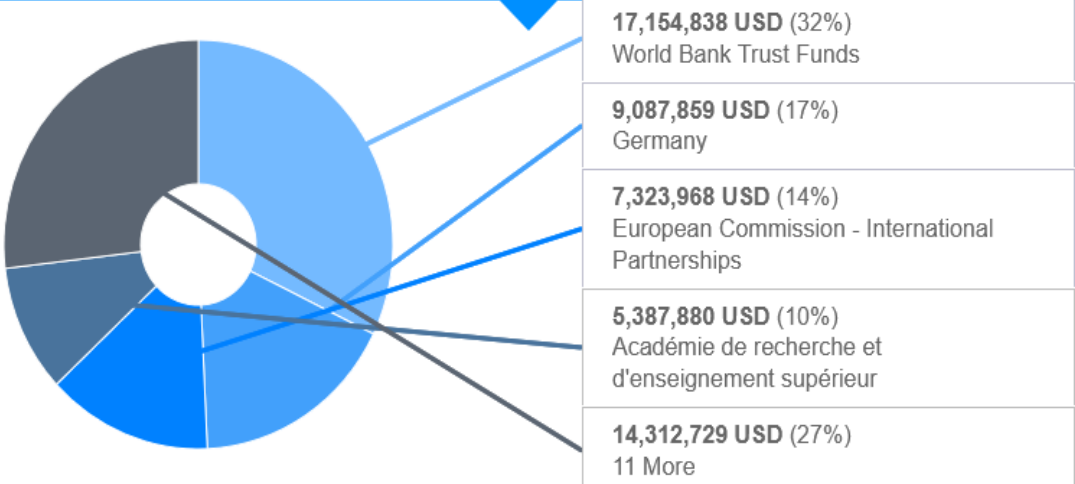 17,154,838 USD (32%)
World Bank Trust Funds
9,087,859 USD (17%)
Germany
7,323,968 USD (14%)
European Commission - International
Partnerships
5,387,880 USD (10%)
Académie de recherche et
d'enseignement supérieur
14,312,729 USD (27%)
11 More